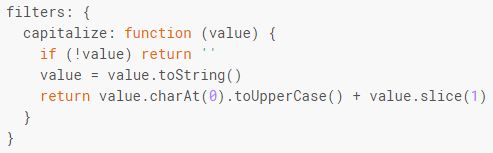 filters: {
  capitalize: function (value) {
    if (!value) return ''
    value = value.toString()
    return value.charAt(0).toUpperCase() + value.slice(1)
  }
}